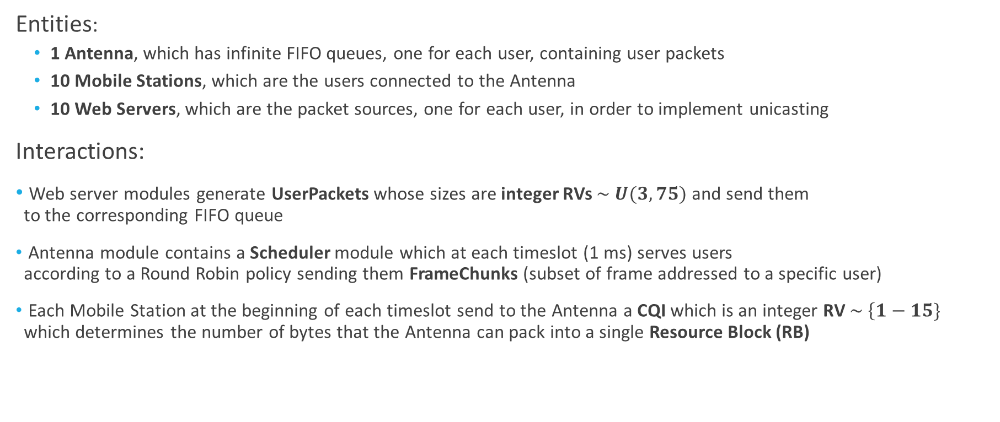 Entities:
• 1 Antenna, which has infinite FIFO queues, one for each user, containing user packets
• 10 Mobile Stations, which are the users connected to the Antenna
• 10 Web Servers, which are the packet sources, one for each user, in order to implement unicasting
Interactions:
• Web server modules generate UserPackets whose sizes are integer RVs ~ U(3, 75) and send them
to the corresponding FIFO queue
• Antenna module contains a Scheduler module which at each timeslot (1 ms) serves users
according to a Round Robin policy sending them FrameChunks (subset of frame addressed to a specific user)
• Each Mobile Station at the beginning of each timeslot send to the Antenna a CQI which is an integer RV ~ {1 − 15}
which determines the number of bytes that the Antenna can pack into a single Resource Block (RB)